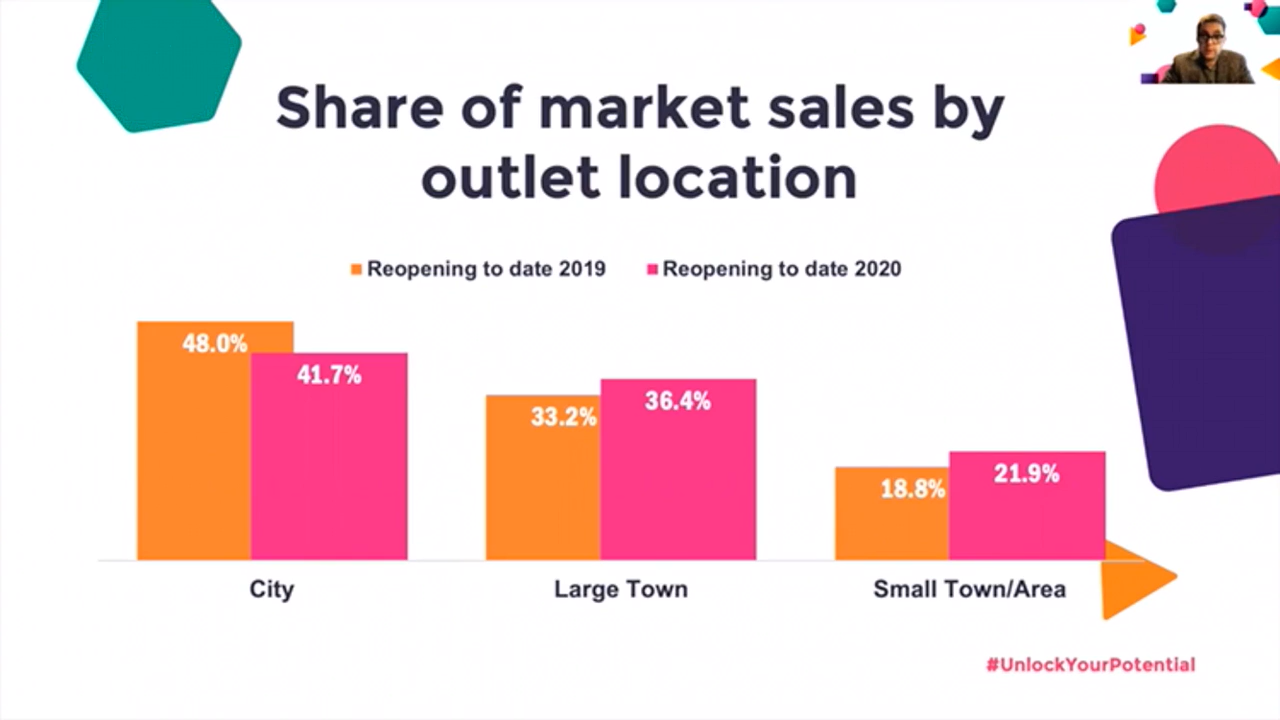 Share of market sales by
outlet location
Reopening to date 2019 Reopening to date 2020
48.0%
41.7%
33.2%
36.4%
18.8%
21.9%
City Large Town Small Town/Area
#UnlockYourPotential